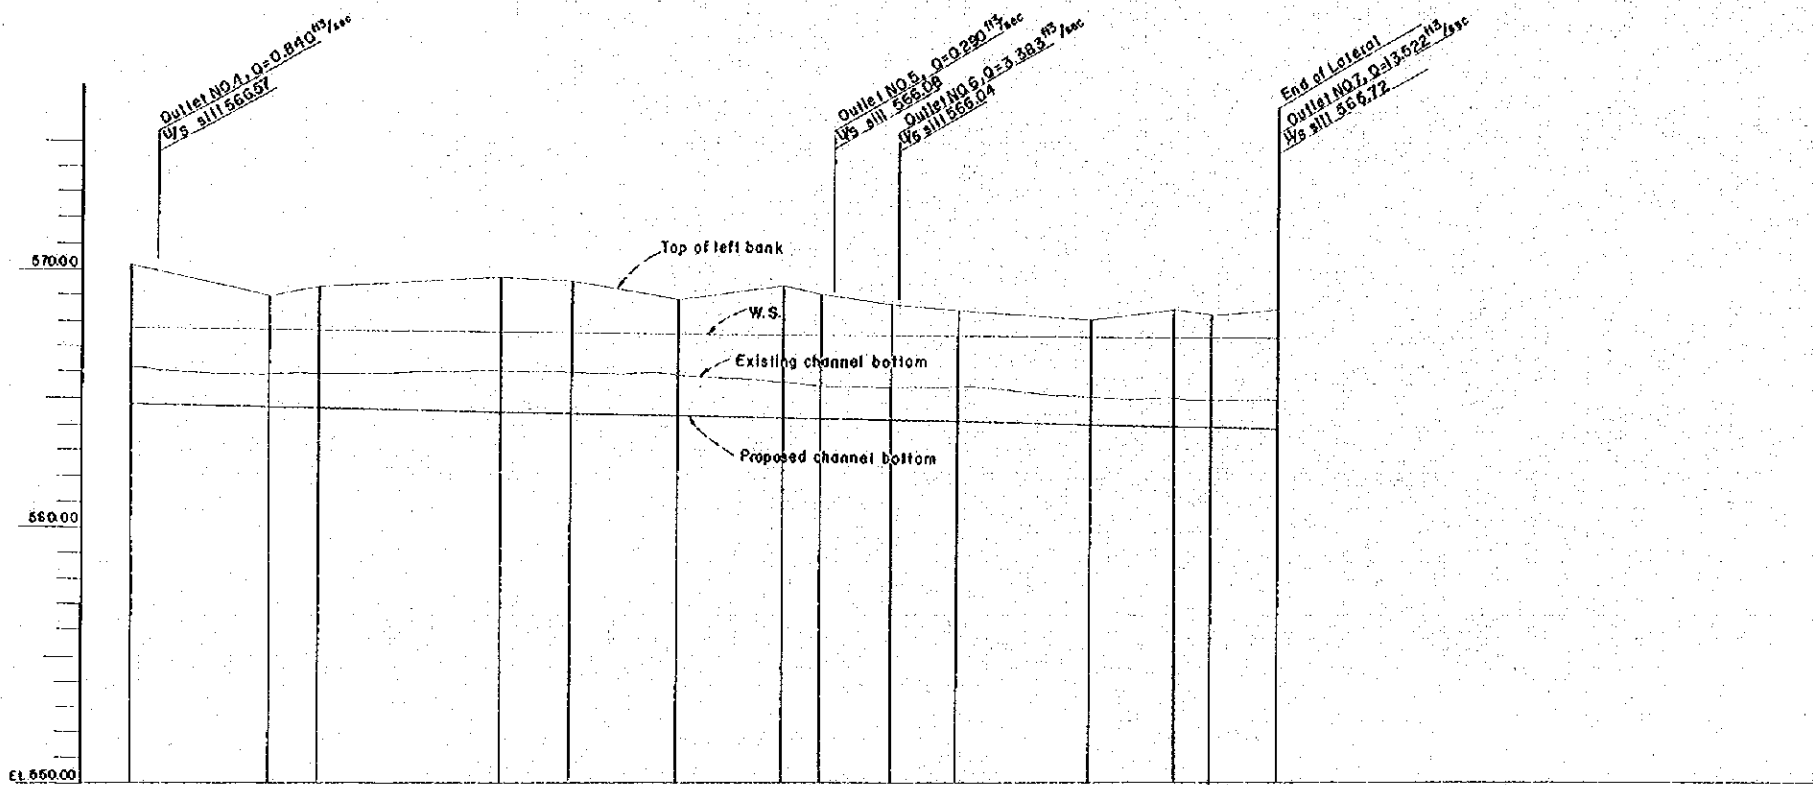 Outlet NO.4, Q=0.840 ft3/sec
U/S sill 566.57
Outlet NO.5, Q=0.290 ft3/sec
U/S sill 566.08
Outlet NO.6, Q=3.383 ft3/sec
U/S sill 566.04
End of Lateral
Outlet NO.7, Q=13.522 ft3/sec
U/S sill 566.72
570.00
Top of left bank
W.S.
Existing channel bottom
Proposed channel bottom
560.00
EL 550.00